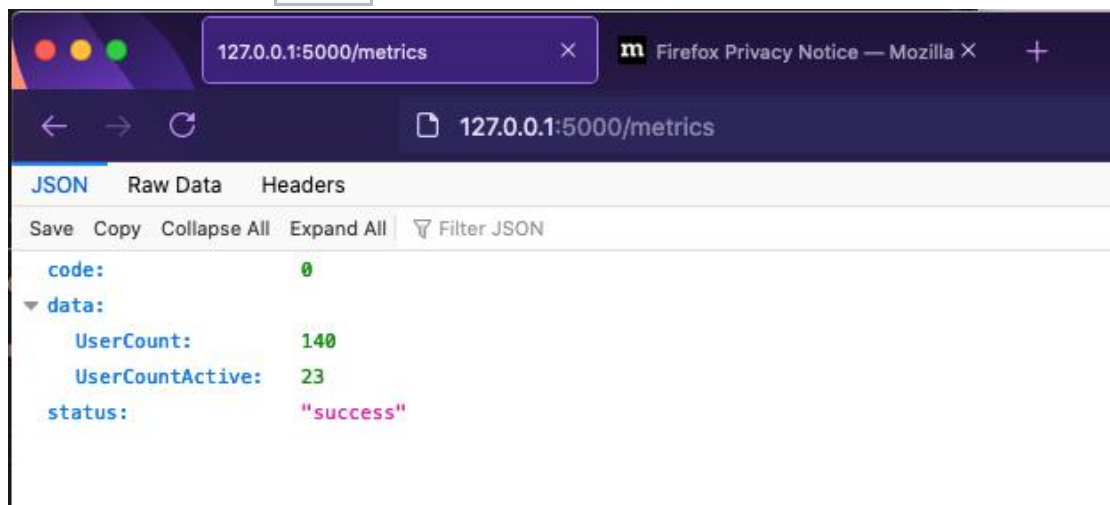 127.0.0.1:5000/metrics m Firefox Privacy Notice — Mozilla
127.0.0.1:5000/metrics
JSON Raw Data Headers
Save Copy Collapse All Expand All Filter JSON
code: 0
data:
UserCount: 140
UserCountActive: 23
status: "success"